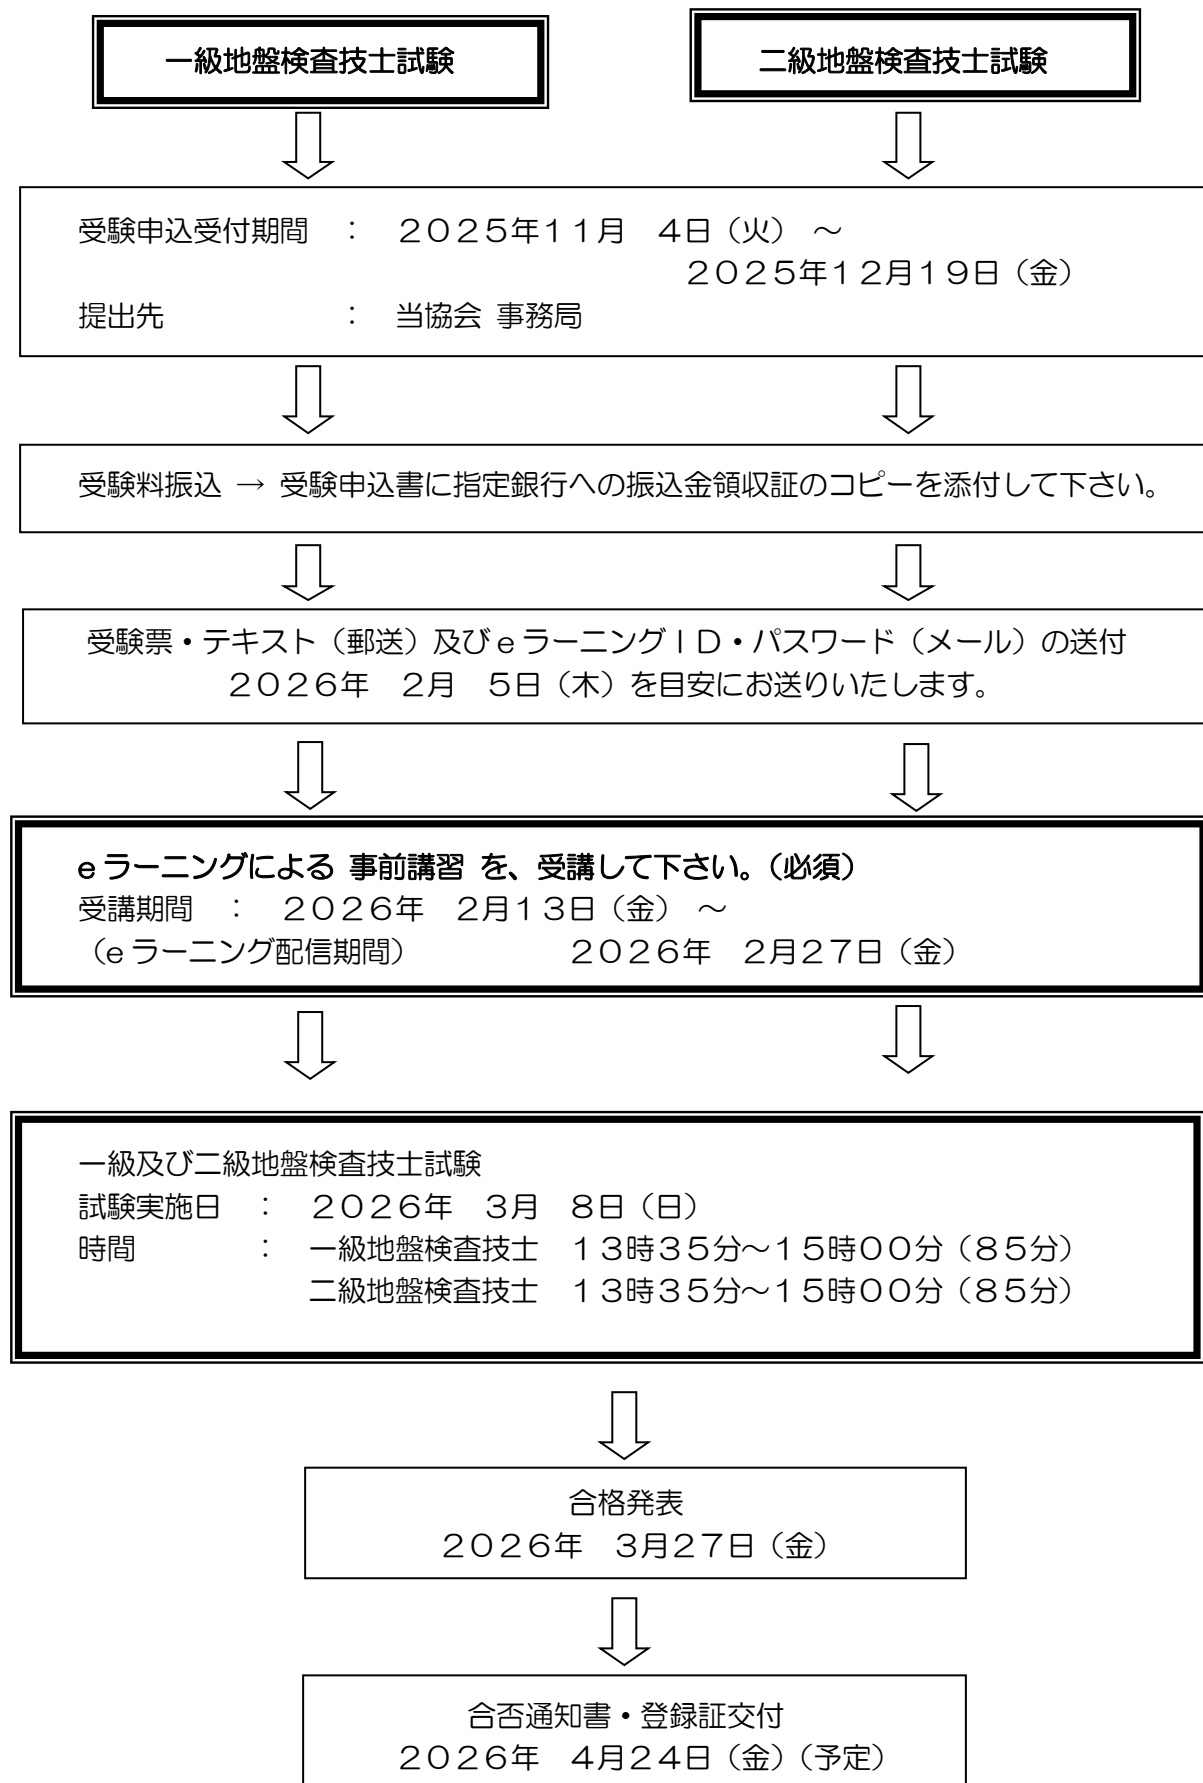 一級地盤検査技士試験
二級地盤検査技士試験
受験申込受付期間 : 2025年11月 4日(火) ~
2025年12月19日(金)
提出先 : 当協会 事務局
受験料振込 → 受験申込書に指定銀行への振込金領収証のコピーを添付して下さい。
受験票・テキスト(郵送)及びeラーニングID・パスワード(メール)の送付
2026年 2月 5日(木)を目安にお送りいたします。
eラーニングによる 事前講習 を、受講して下さい。(必須)
受講期間 : 2026年 2月13日(金) ~
(eラーニング配信期間) 2026年 2月27日(金)
一級及び二級地盤検査技士試験
試験実施日 : 2026年 3月 8日(日)
時間 : 一級地盤検査技士 13時35分~15時00分(85分)
二級地盤検査技士 13時35分~15時00分(85分)
合格発表
2026年 3月27日(金)
合否通知書・登録証交付
2026年 4月24日(金)(予定)